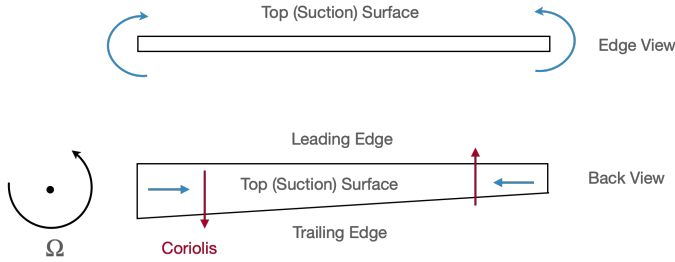 Top (Suction) Surface
Edge View
Leading Edge
Top (Suction) Surface
Back View
Trailing Edge
Coriolis
Ω